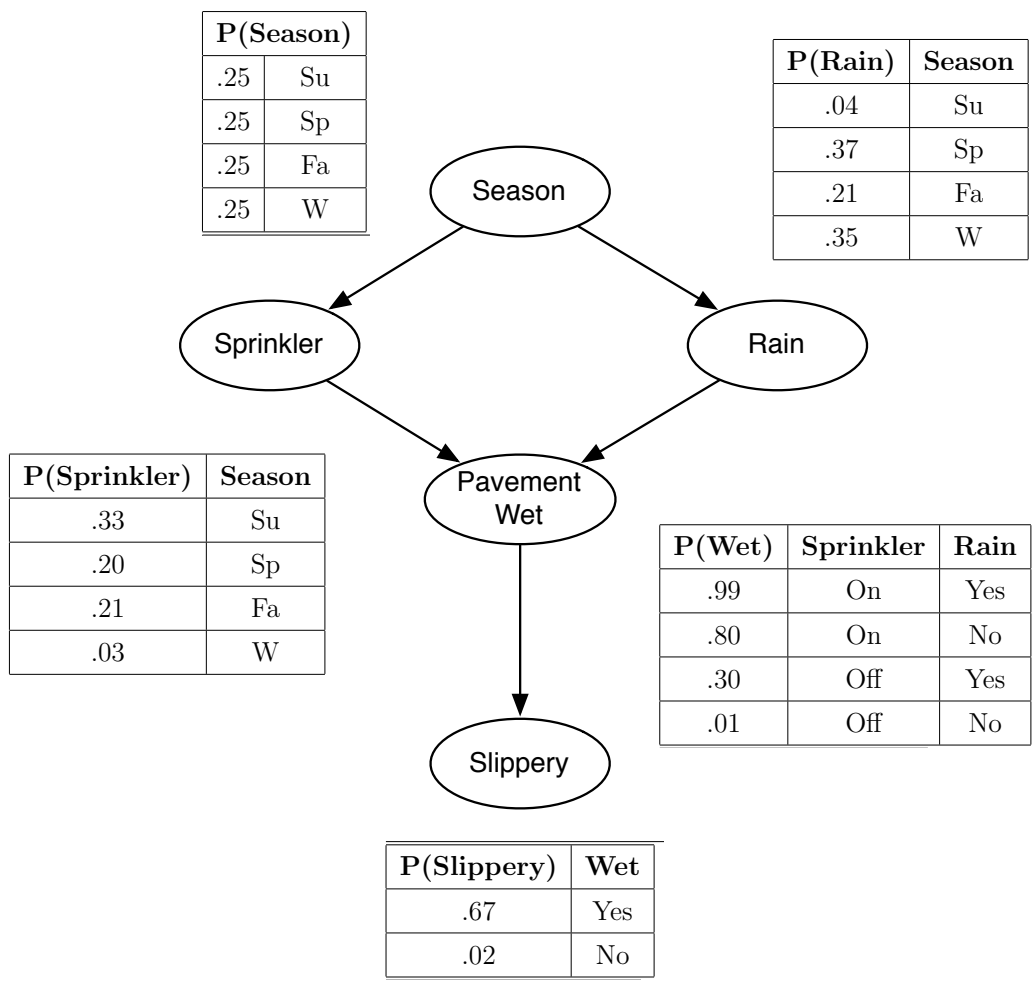 P(Season)
.25 Su
.25 Sp
.25 Fa
.25 W
P(Rain) Season
.04 Su
.37 Sp
.21 Fa
.35 W
Season
Sprinkler
Rain
P(Sprinkler) Season
.33 Su
.20 Sp
.21 Fa
.03 W
Pavement
Wet
P(Wet) Sprinkler Rain
.99 On Yes
.80 On No
.30 Off Yes
.01 Off No
Slippery
P(Slippery) Wet
.67 Yes
.02 No